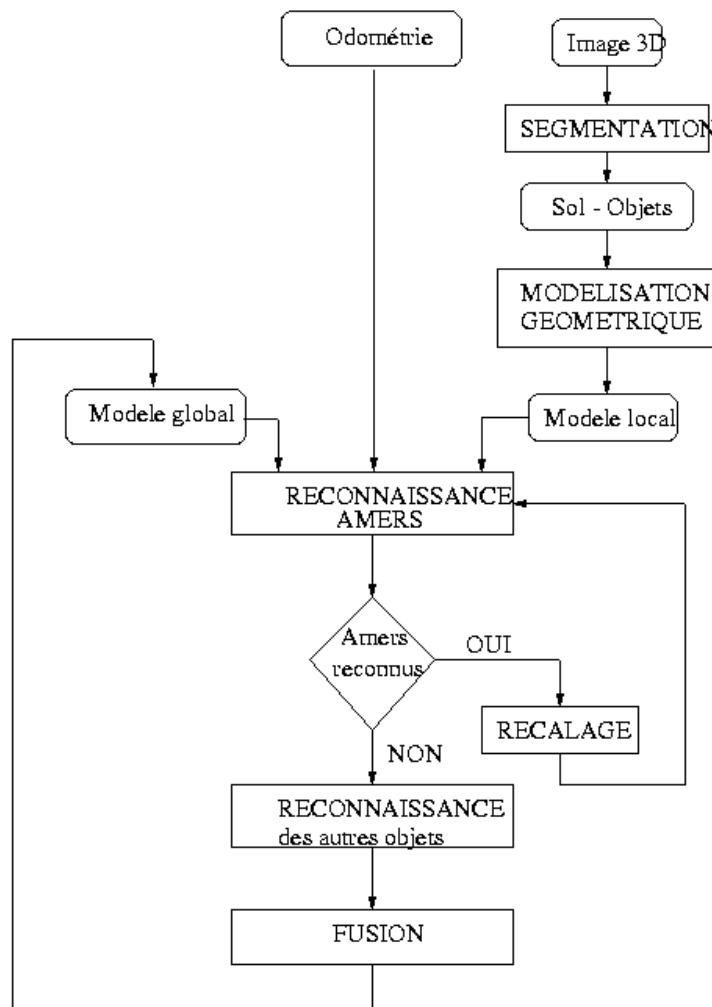 Odométrie
Image 3D
SEGMENTATION
Sol - Objets
MODELISATION
GEOMETRIQUE
Modele global
Modele local
RECONNAISSANCE
AMERS
Amers
reconnus
OUI
RECALAGE
NON
RECONNAISSANCE
des autres objets
FUSION